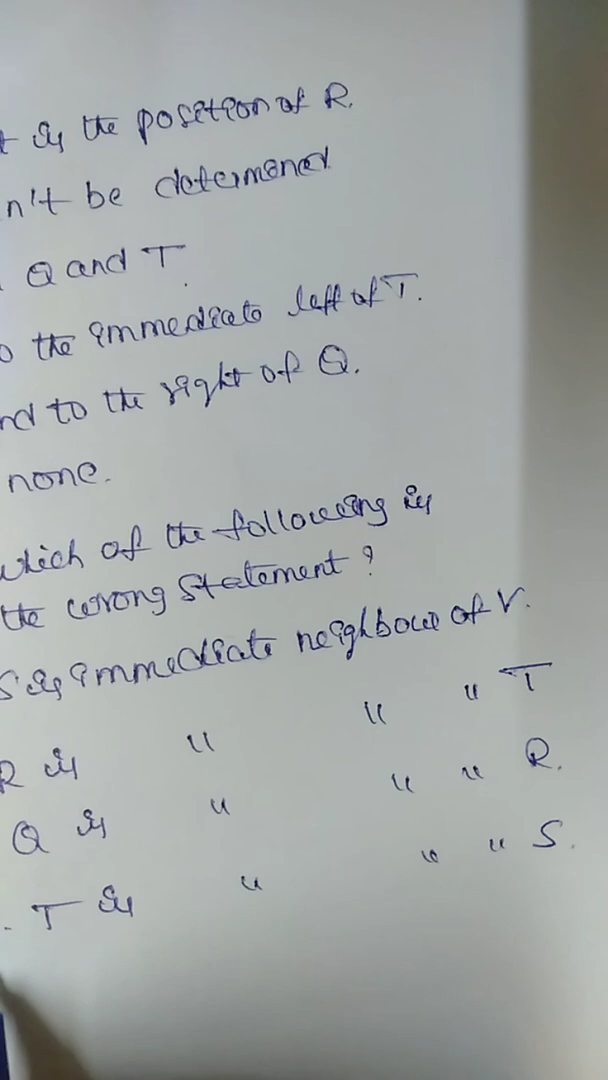 t is the position of R.
n't be determined
Q and T.
o the immediate left of T.
nd to the right of Q.
none.
which of the following is
the wrong statement ?
S is immediate neighbour of V.
R is " " " T
Q is " " " R.
. T is " " " S.